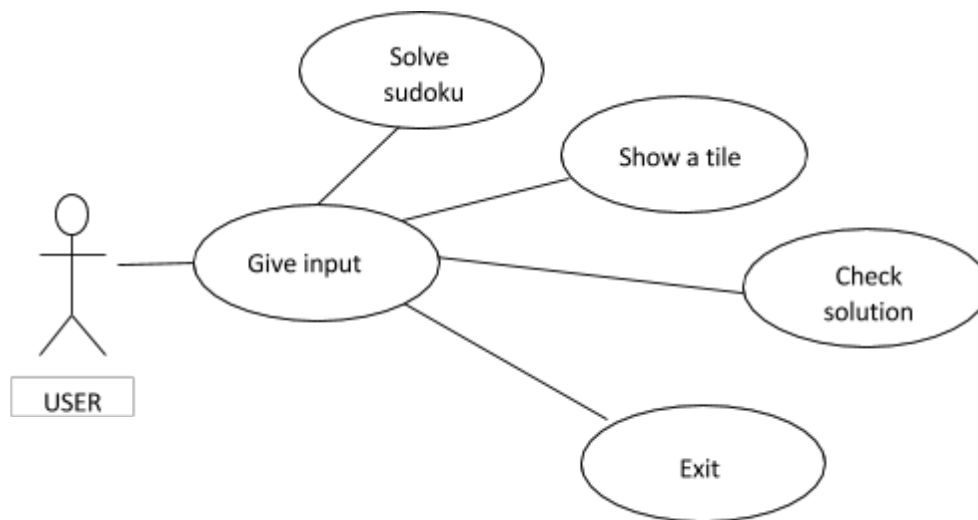 Solve
sudoku
Show a tile
Give input
Check
solution
USER
Exit